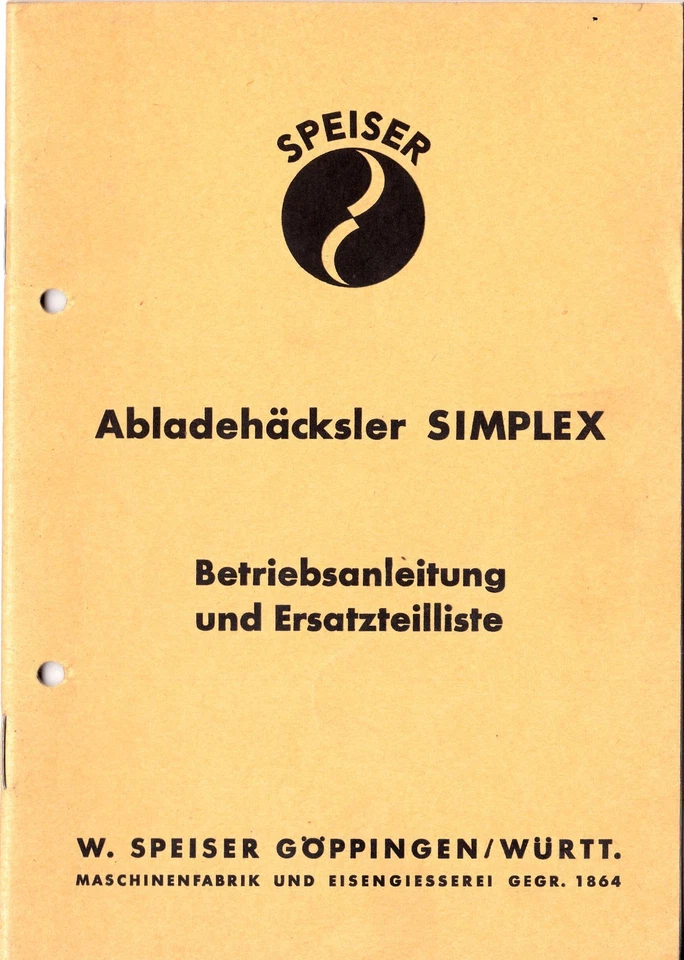 SPEISER
Abladehäcksler SIMPLEX
Betriebsanleitung
und Ersatzteilliste
W. SPEISER GÖPPINGEN/WÜRTT.
MASCHINENFABRIK UND EISENGIESSEREI GEGR. 1864